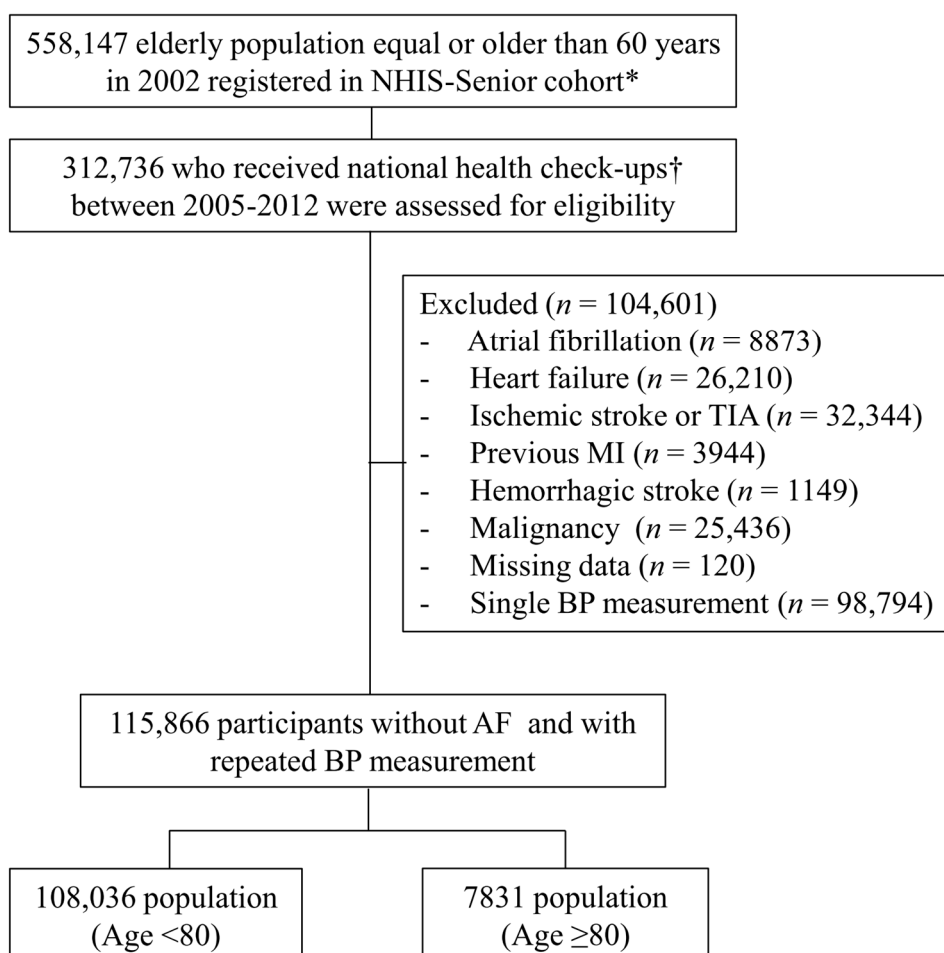 558,147 elderly population equal or older than 60 years
in 2002 registered in NHIS-Senior cohort*
312,736 who received national health check-ups†
between 2005-2012 were assessed for eligibility
Excluded (n = 104,601)
- Atrial fibrillation (n = 8873)
- Heart failure (n = 26,210)
- Ischemic stroke or TIA (n = 32,344)
- Previous MI (n = 3944)
- Hemorrhagic stroke (n = 1149)
- Malignancy (n = 25,436)
- Missing data (n = 120)
- Single BP measurement (n = 98,794)
115,866 participants without AF and with
repeated BP measurement
108,036 population
(Age <80)
7831 population
(Age ≥80)